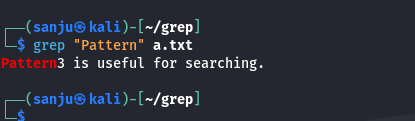 ┌──(sanju㉿kali)-[~/grep]
└─$ grep "Pattern" a.txt
Pattern3 is useful for searching.
┌──(sanju㉿kali)-[~/grep]
└─$